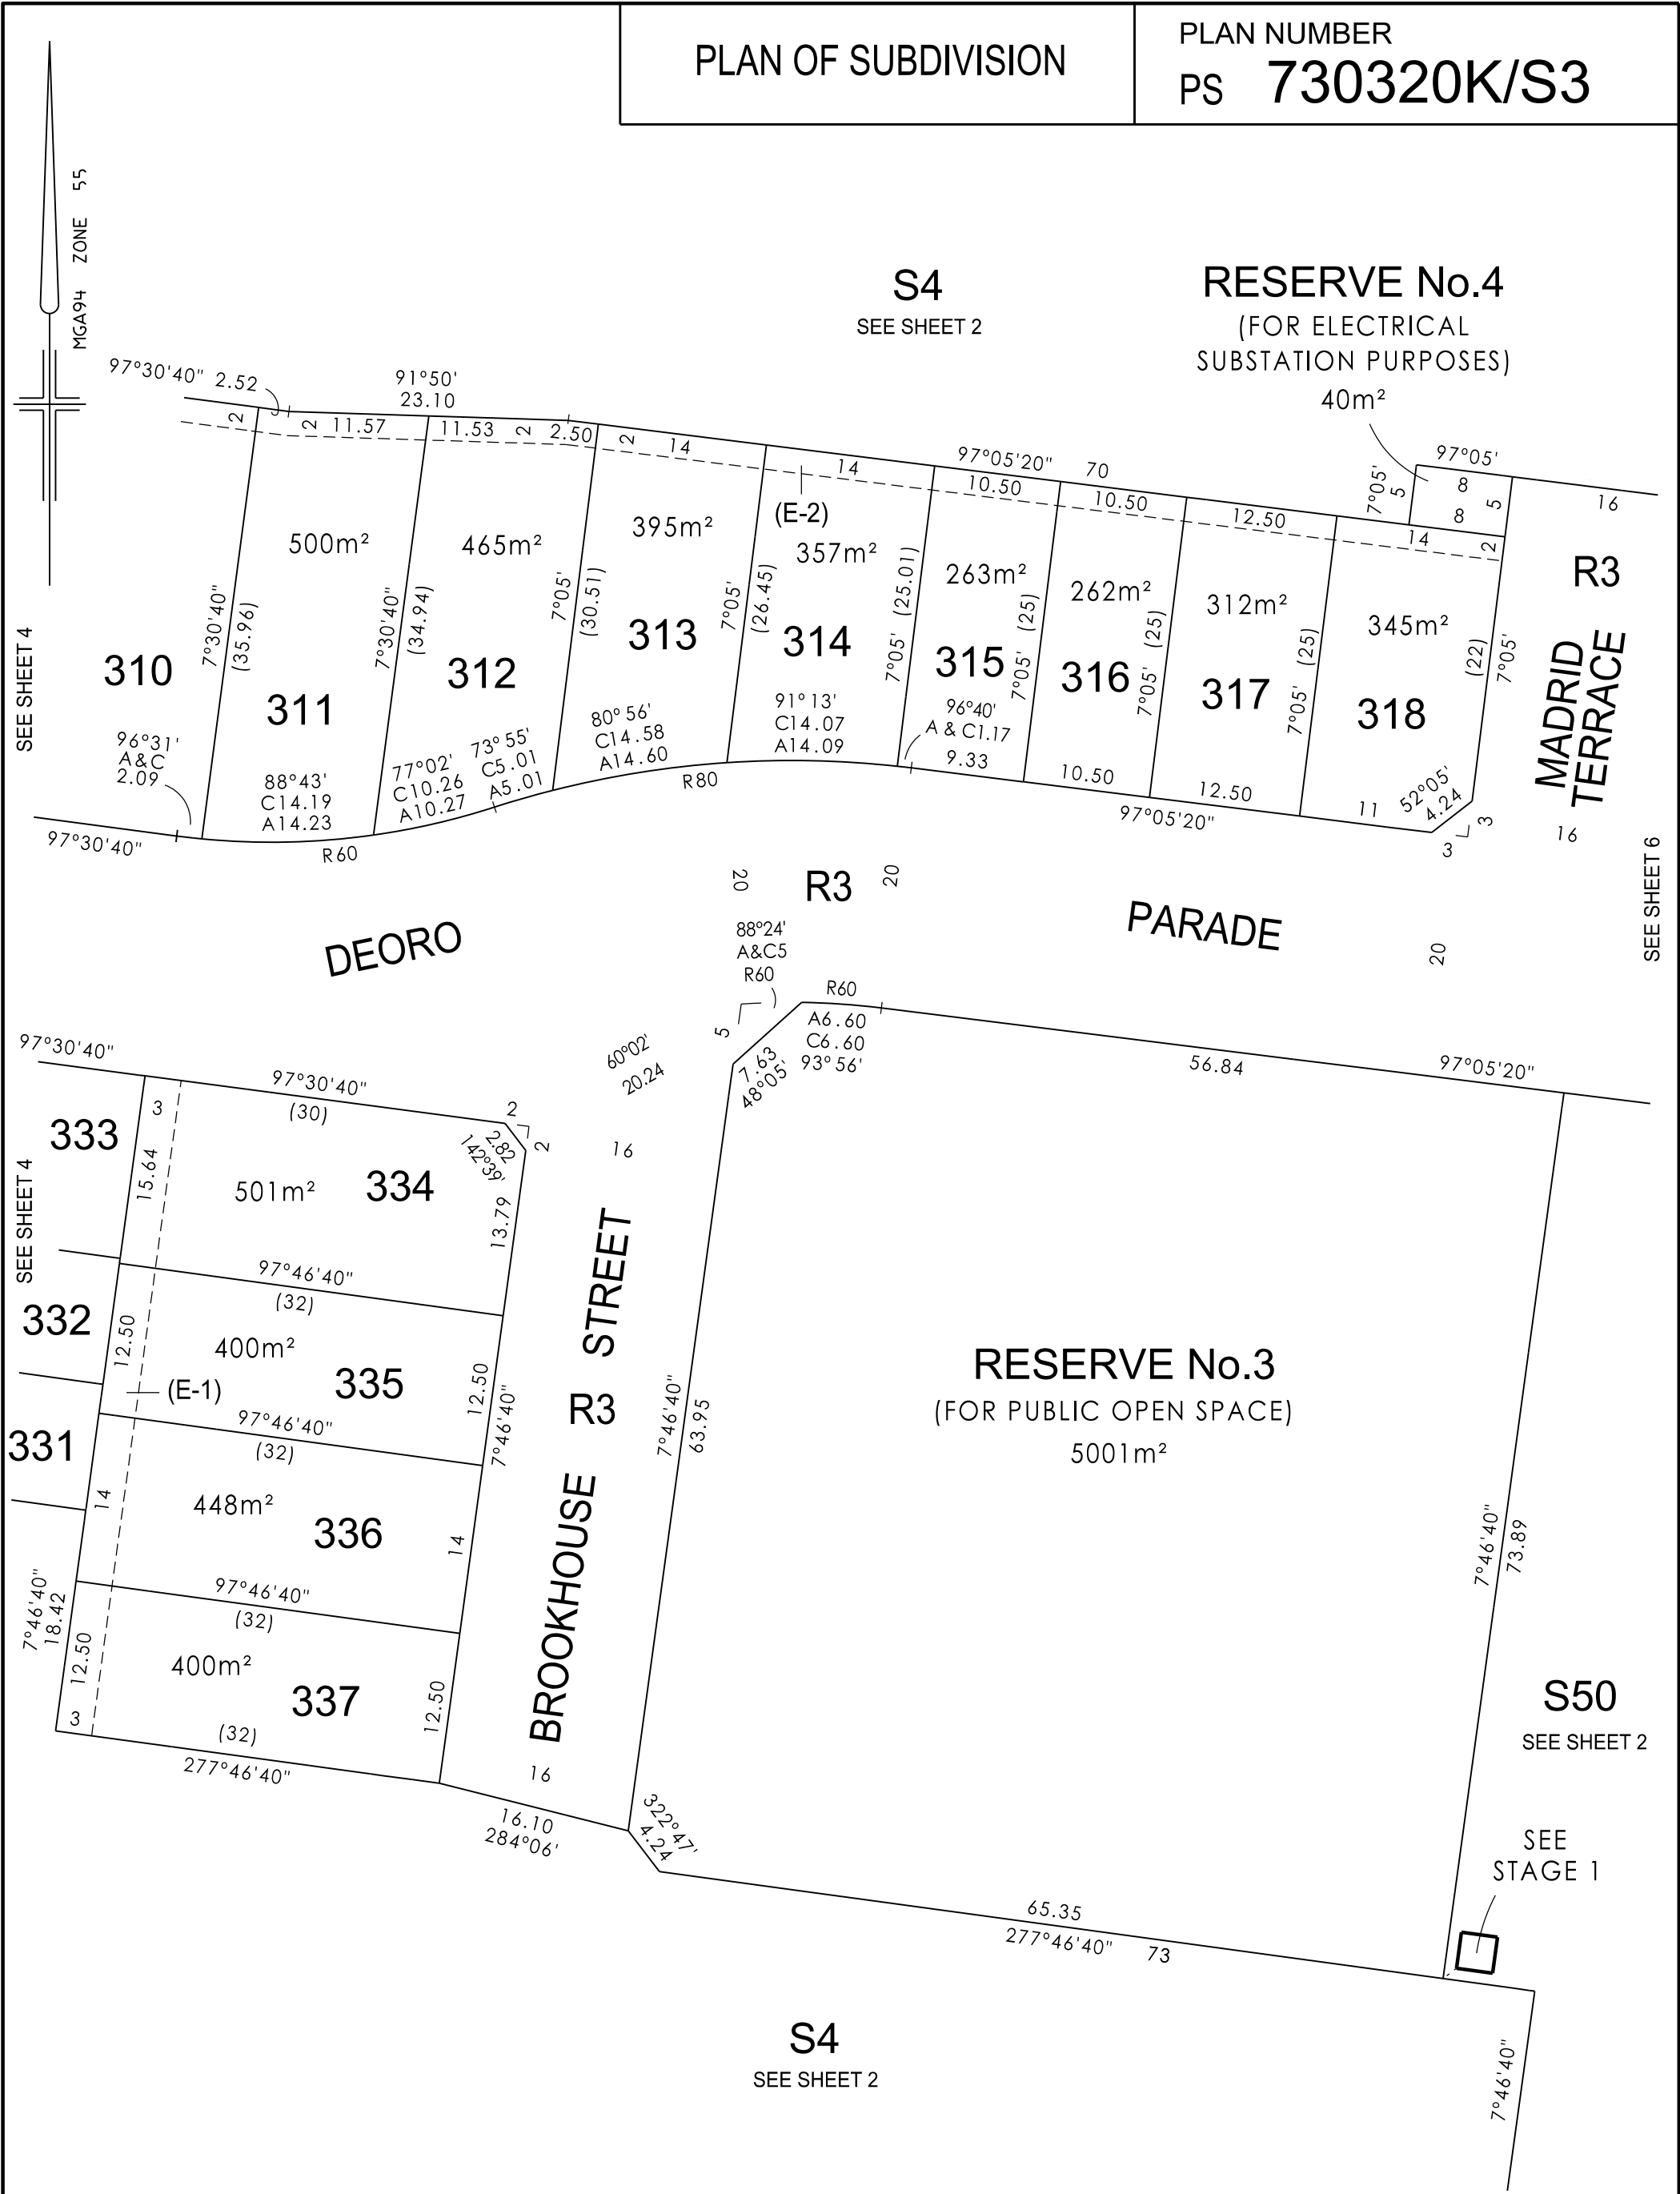 PLAN OF SUBDIVISION
PLAN NUMBER
PS 730320K/S3
MGA94 ZONE 55
S4
SEE SHEET 2
RESERVE No.4
(FOR ELECTRICAL
SUBSTATION PURPOSES)
40m²
97°30'40" 2.52
91°50'
23.10
2
2
11.57
11.53
2
2.50
2
14
14
97°05'20" 70
10.50
10.50
12.50
14
2
7°05'
5
97°05'
8
8
5
16
(E-2)
R3
MADRID
TERRACE
16
SEE SHEET 4
310
96°31'
A&C
2.09
97°30'40"
7°30'40"
(35.96)
500m²
311
88°43'
C14.19
A14.23
R60
7°30'40"
(34.94)
465m²
312
77°02'
C10.26
A10.27
73°55'
C5.01
A5.01
7°05'
(30.51)
395m²
313
80°56'
C14.58
A14.60
R80
7°05'
(26.45)
357m²
314
91°13'
C14.07
A14.09
7°05'
(25.01)
263m²
315
96°40'
A & C1.17
9.33
7°05'
(25)
262m²
316
10.50
7°05'
(25)
312m²
317
12.50
97°05'20"
7°05'
(25)
345m²
318
11
(22)
7°05'
52°05'
4.24
3
3
SEE SHEET 6
DEORO
20
R3
20
PARADE
20
88°24'
A&C5
R60
5
R60
A6.60
C6.60
93°56'
7.63
48°05'
60°02'
20.24
56.84
97°05'20"
97°30'40"
97°30'40"
(30)
2
2
2.82
142°39'
16
333
3
15.64
501m²
334
13.79
SEE SHEET 4
97°46'40"
(32)
332
12.50
400m²
335
12.50
(E-1)
7°46'40"
97°46'40"
(32)
331
14
448m²
336
14
97°46'40"
(32)
7°46'40"
18.42
12.50
400m²
337
12.50
3
(32)
277°46'40"
BROOKHOUSE STREET
R3
16
16.10
284°06'
7°46'40"
63.95
RESERVE No.3
(FOR PUBLIC OPEN SPACE)
5001m²
7°46'40"
73.89
322°47'
4.24
65.35
277°46'40" 73
S50
SEE SHEET 2
SEE
STAGE 1
S4
SEE SHEET 2
7°46'40"